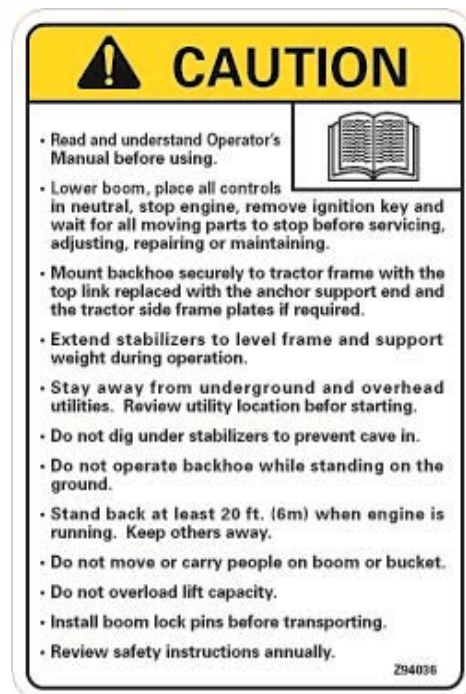 CAUTION
• Read and understand Operator's
Manual before using.
• Lower boom, place all controls
in neutral, stop engine, remove ignition key and
wait for all moving parts to stop before servicing,
adjusting, repairing or maintaining.
• Mount backhoe securely to tractor frame with the
top link replaced with the anchor support end and
the tractor side frame plates if required.
• Extend stabilizers to level frame and support
weight during operation.
• Stay away from underground and overhead
utilities. Review utility location befor starting.
• Do not dig under stabilizers to prevent cave in.
• Do not operate backhoe while standing on the
ground.
• Stand back at least 20 ft. (6m) when engine is
running. Keep others away.
• Do not move or carry people on boom or bucket.
• Do not overload lift capacity.
• Install boom lock pins before transporting.
• Review safety instructions annually.
Z94036